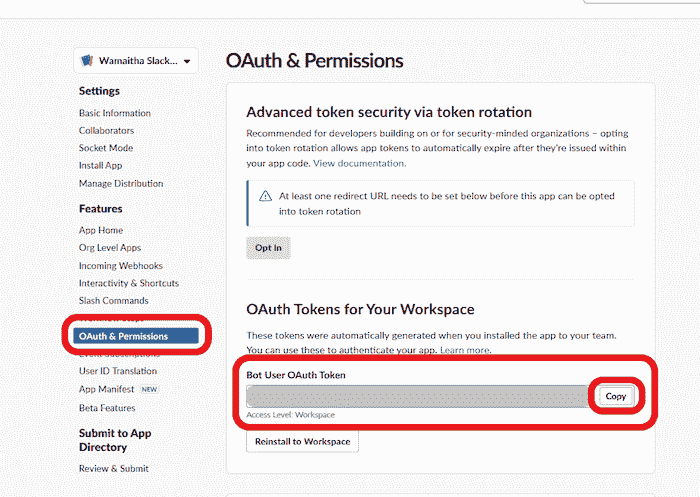 Wamaitha Slack...
OAuth & Permissions
Settings
Basic Information
Collaborators
Socket Mode
Install App
Manage Distribution
Features
App Home
Org Level Apps
Incoming Webhooks
Interactivity & Shortcuts
Slash Commands
OAuth & Permissions
Event Subscriptions
User ID Translation
App Manifest NEW
Beta Features
Submit to App
Directory
Review & Submit
Advanced token security via token rotation
Recommended for developers building on or for security-minded organizations – opting
into token rotation allows app tokens to automatically expire after they're issued within
your app code. View documentation.
At least one redirect URL needs to be set below before this app can be opted
into token rotation
Opt In
OAuth Tokens for Your Workspace
These tokens were automatically generated when you installed the app to your team.
You can use these to authenticate your app. Learn more.
Bot User OAuth Token
Copy
Access Level: Workspace
Reinstall to Workspace